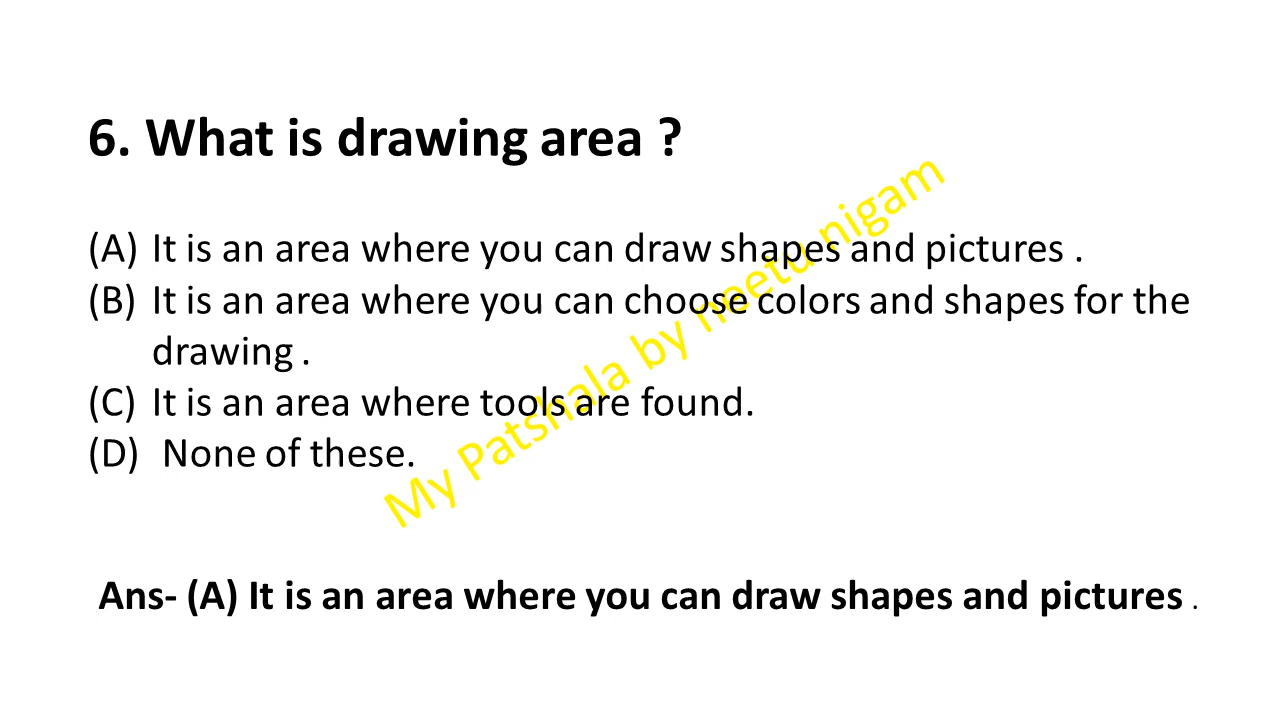 6. What is drawing area ?
(A) It is an area where you can draw shapes and pictures .
(B) It is an area where you can choose colors and shapes for the
drawing .
(C) It is an area where tools are found.
(D) None of these.
My Patshala by neetu nigam
Ans- (A) It is an area where you can draw shapes and pictures .